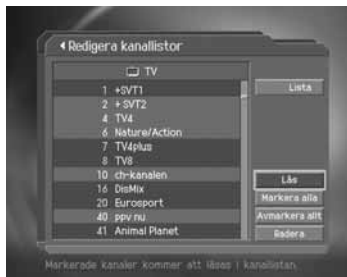 Redigera kanallistor
TV
1 +SVT1
2 + SVT2
4 TV4
6 Nature/Action
7 TV4plus
8 TV8
10 ch-kanalen
16 DisMix
20 Eurosport
40 ppv nu
41 Animal Planet
Lista
Lås
Markera alla
Avmarkera allt
Radera
Markerade kanaler kommer att låsas i kanallistan.